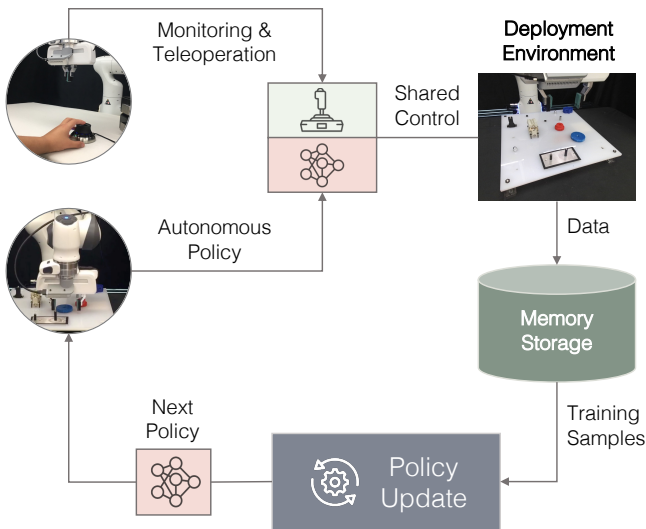 Monitoring &
Teleoperation
Deployment
Environment
Shared
Control
Autonomous
Policy
Data
Memory
Storage
Next
Policy
Training
Samples
Policy
Update